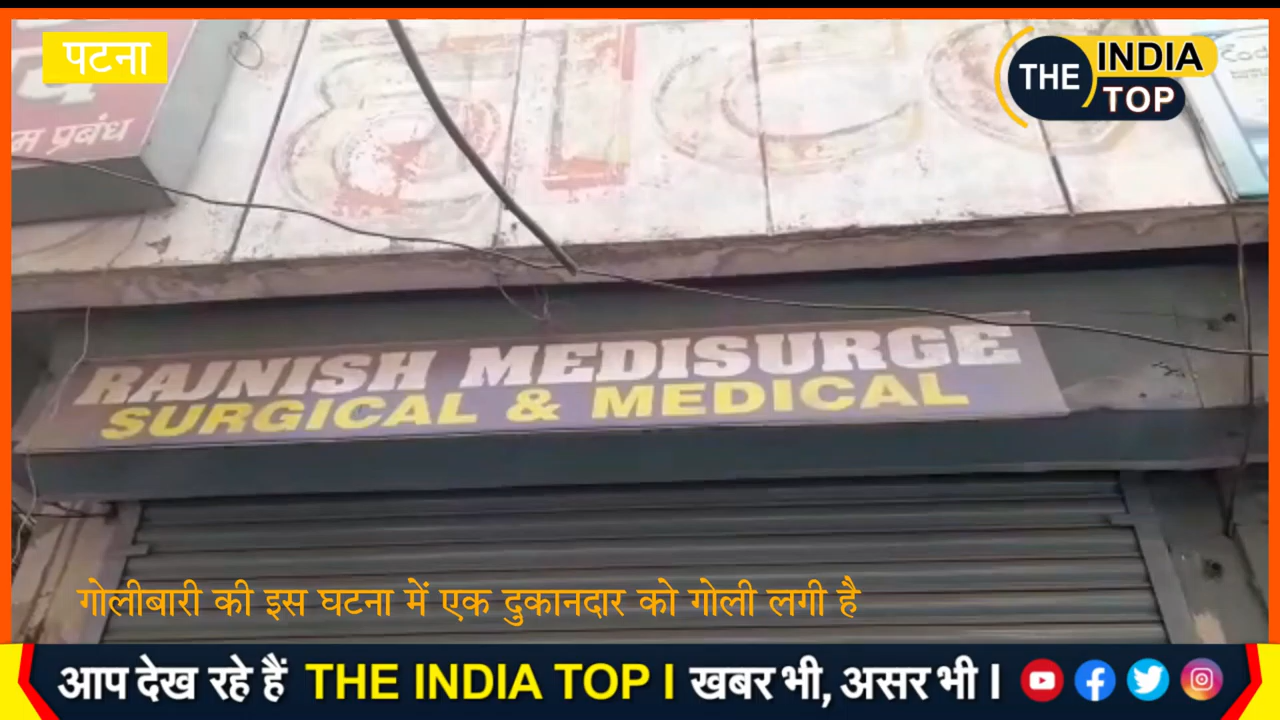 पटना
THE INDIA TOP
म प्रबंध
RAJNISH MEDISURGE
SURGICAL & MEDICAL
गोलीबारी की इस घटना में एक दुकानदार को गोली लगी है
आप देख रहे हैं THE INDIA TOP । खबर भी, असर भी ।